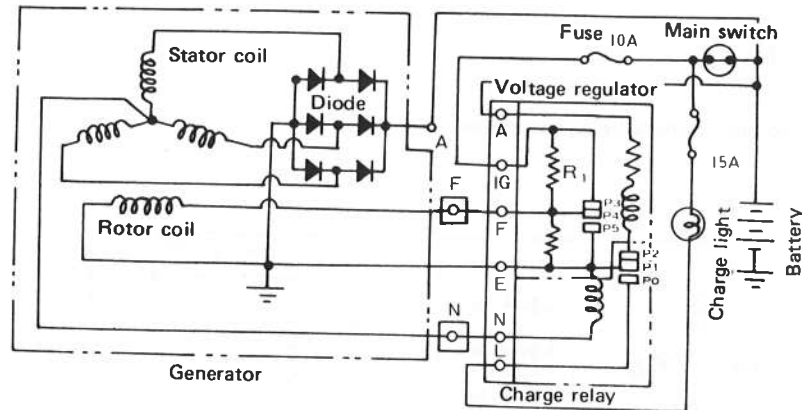 Fuse 10A
Main switch
Stator coil
Diode
Voltage regulator
A
A
15A
F
IG
R1
P3
P4
P5
F
Rotor coil
P2
P1
P0
E
N
N
L
Charge light
Battery
Generator
Charge relay